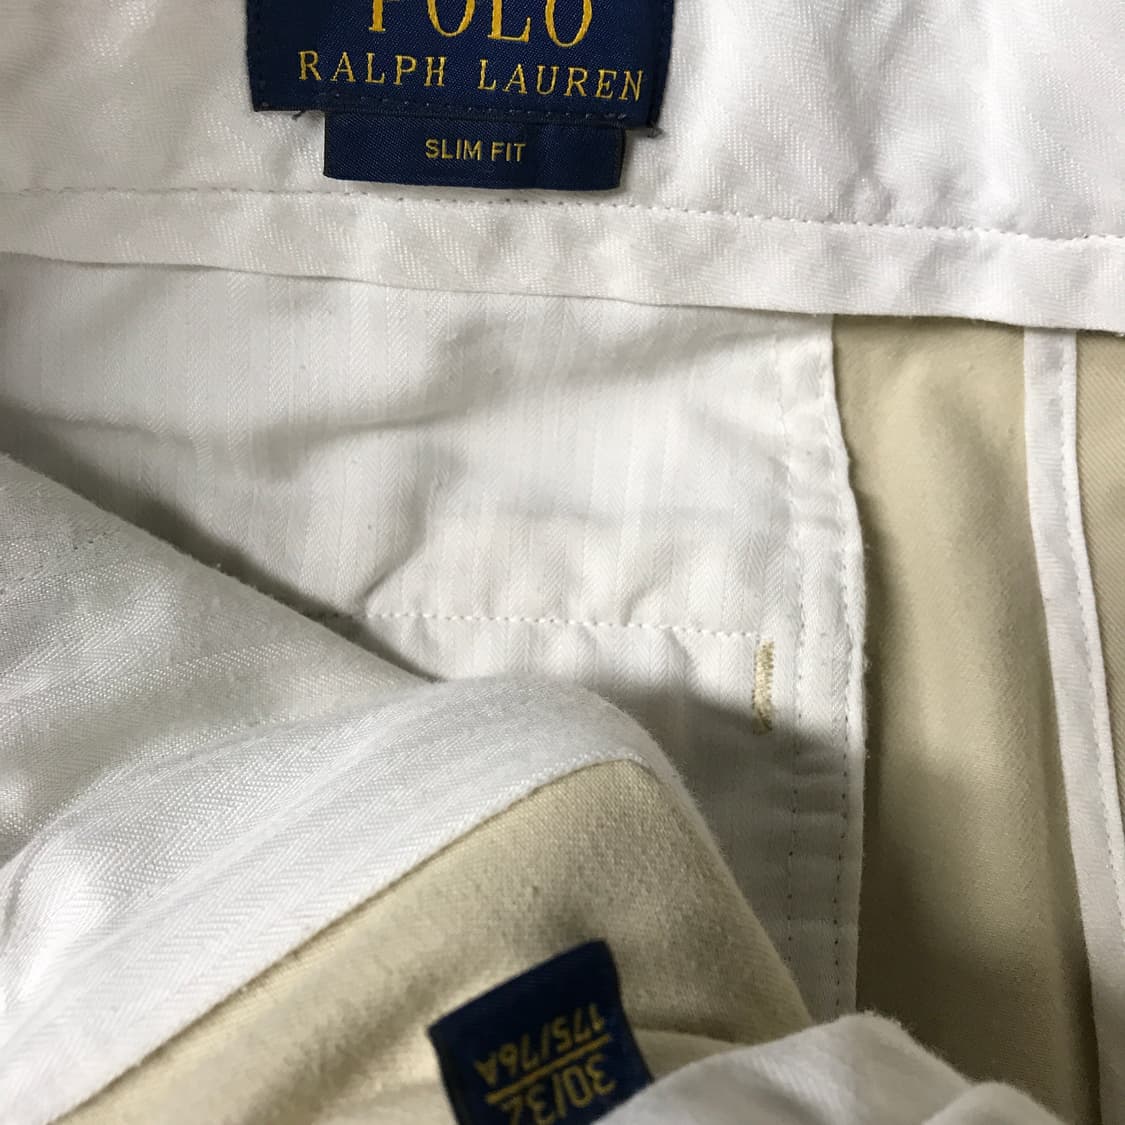 POLO
RALPH LAUREN
SLIM FIT
30/32
175/76A